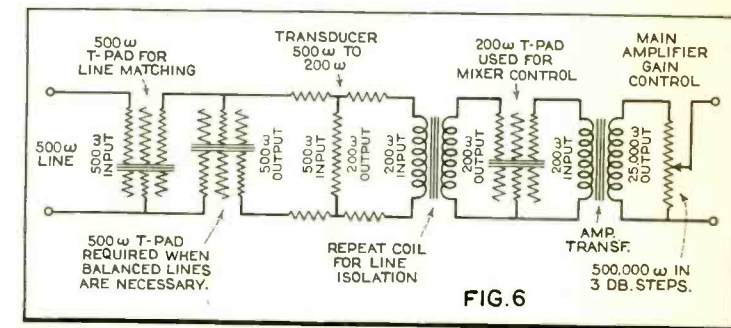 500ω
T-PAD FOR
LINE MATCHING
TRANSDUCER
500ω TO
200ω
200ω T-PAD
USED FOR
MIXER CONTROL
MAIN
AMPLIFIER
GAIN
CONTROL
500ω
LINE
500ω
INPUT
500ω
OUTPUT
500ω
INPUT
200ω
OUTPUT
200ω
INPUT
200ω
OUTPUT
200ω
INPUT
25,000ω
OUTPUT
500ω T-PAD
REQUIRED WHEN
BALANCED LINES
ARE NECESSARY.
REPEAT COIL
FOR LINE
ISOLATION
AMP.
TRANSF.
500,000 ω IN
3 DB. STEPS.
FIG.6